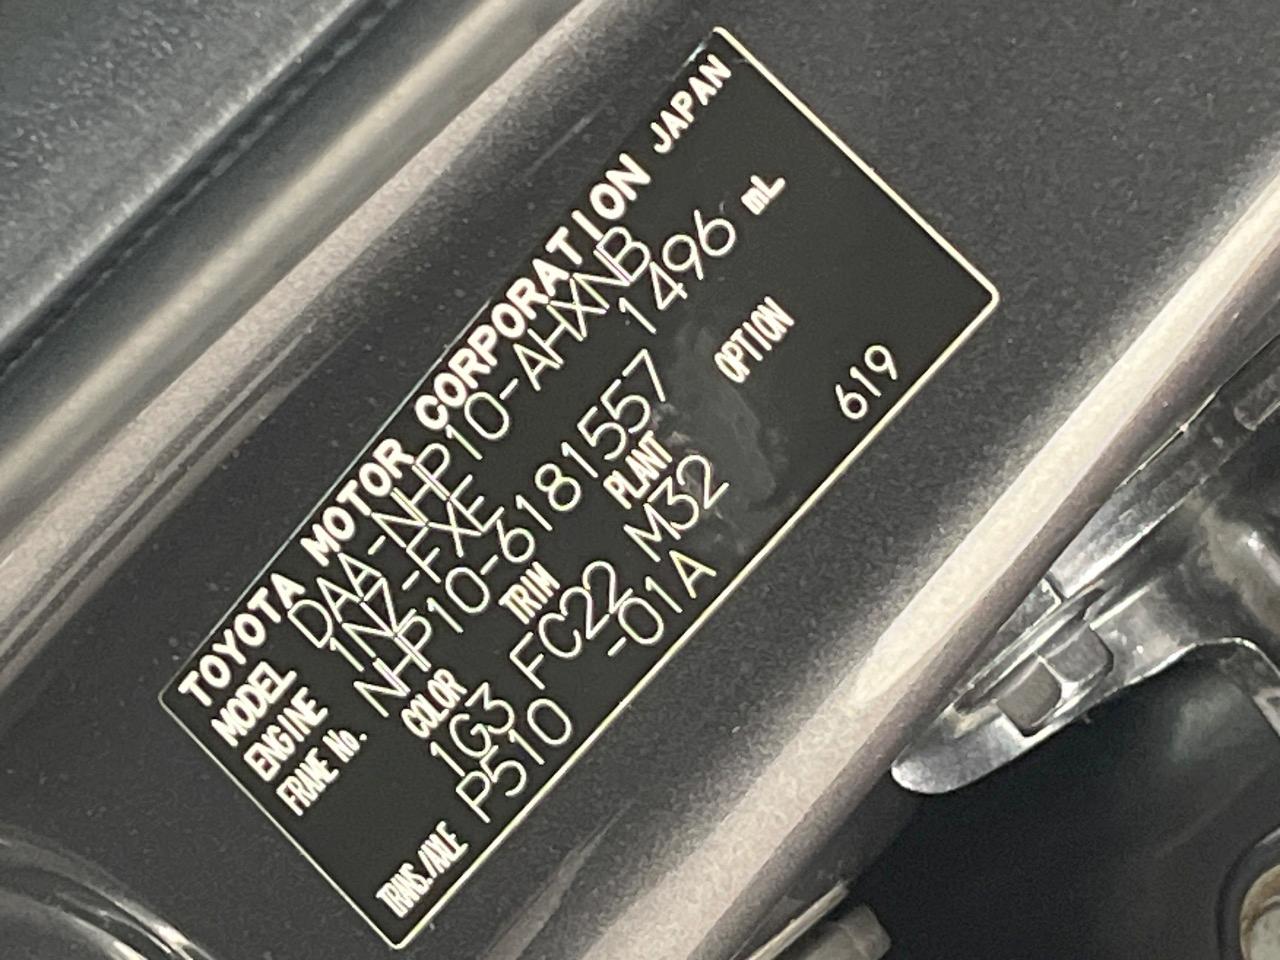 TOYOTA MOTOR CORPORATION JAPAN
MODEL DAA-NHP10-AHXNB
ENGINE 1NZ-FXE 1496 mL
FRAME No. NHP10-6181557
COLOR TRIM PLANT OPTION
1G3 FC22 M32
TRANS./AXLE P510 -01A 619